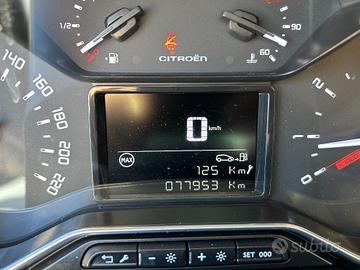 1/2
90
CITROËN
60
140
160
180
200
220
0 km/h
MAX
125 Km
077953 Km
2
1
0
- + SET 000
subito